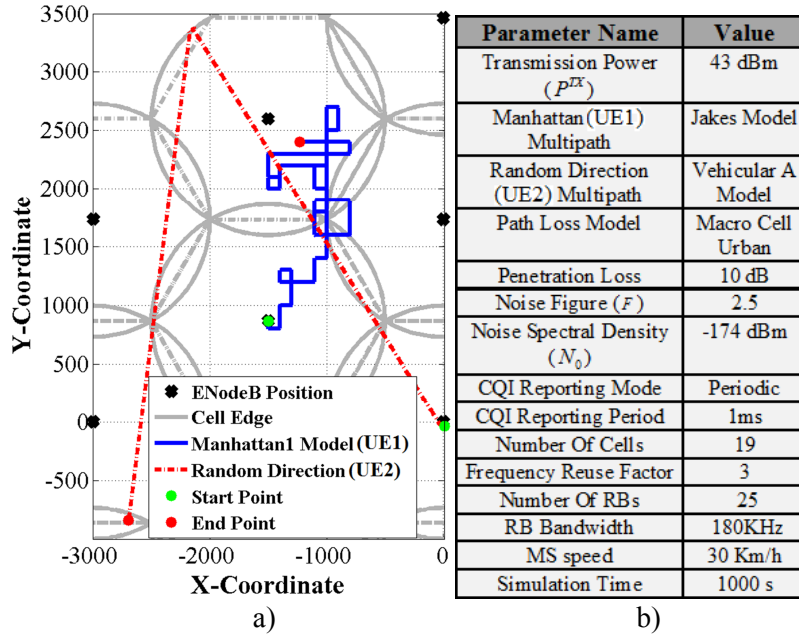 3500
3000
2500
2000
1500
1000
500
0
-500
Y-Coordinate
ENodeB Position
Cell Edge
Manhattan1 Model (UE1)
Random Direction (UE2)
Start Point
End Point
-3000 -2000 -1000 0
X-Coordinate
a)
Parameter Name Value
Transmission Power 43 dBm
(P^TX)
Manhattan (UE1) Jakes Model
Multipath
Random Direction Vehicular A
(UE2) Multipath Model
Path Loss Model Macro Cell
Urban
Penetration Loss 10 dB
Noise Figure (F) 2.5
Noise Spectral Density -174 dBm
(N₀)
CQI Reporting Mode Periodic
CQI Reporting Period 1ms
Number Of Cells 19
Frequency Reuse Factor 3
Number Of RBs 25
RB Bandwidth 180KHz
MS speed 30 Km/h
Simulation Time 1000 s
b)